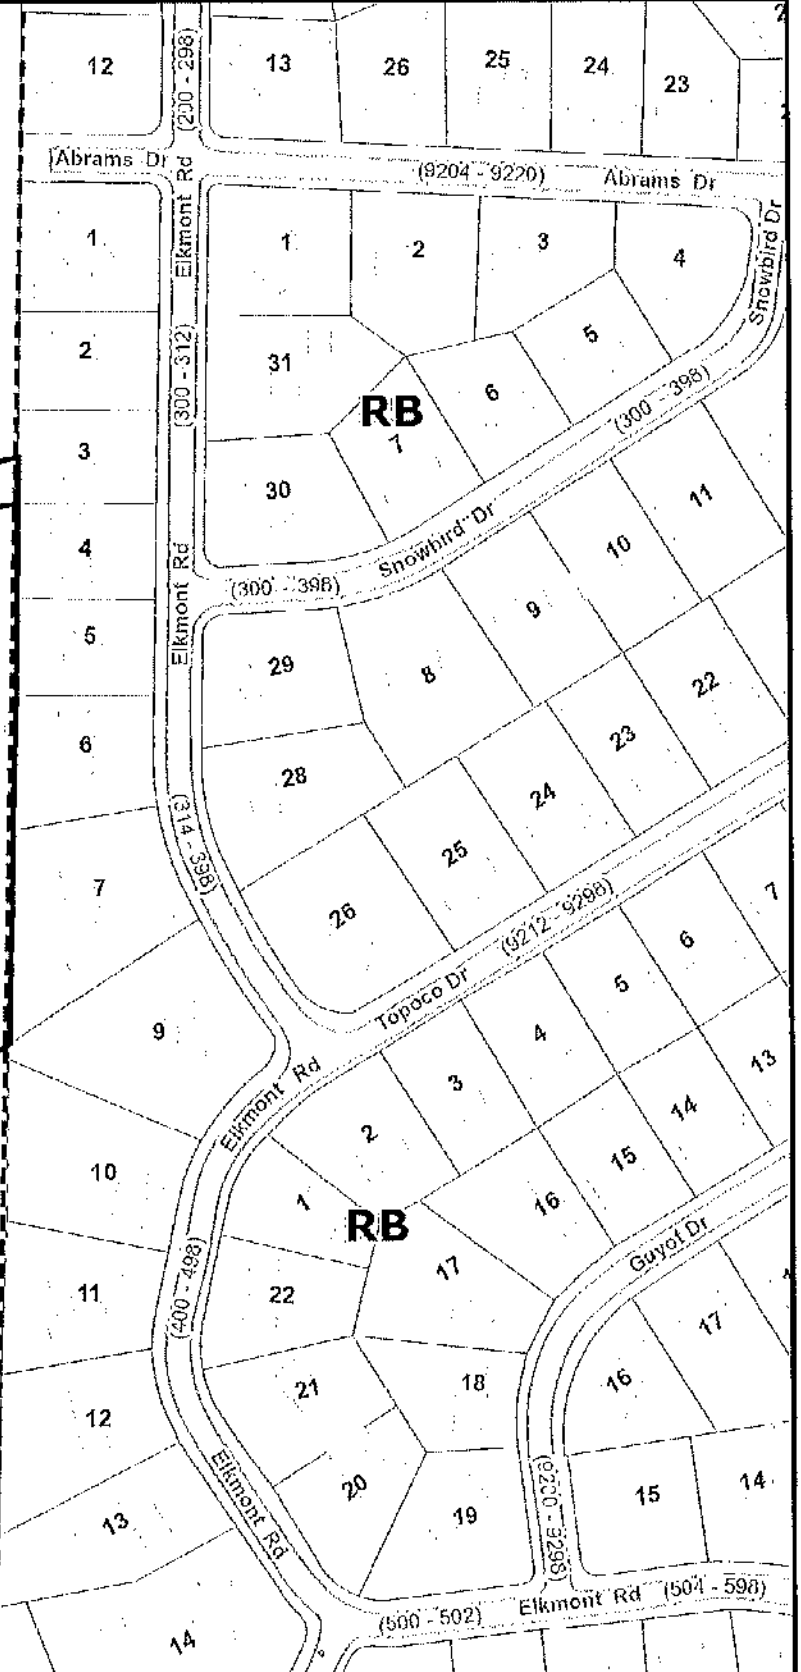 12
13
26
25
24
23
(200 - 298)
Abrams Dr
(9204 - 9220)
Abrams Dr
Elkmont Rd
Snowbird Dr
1
1
2
3
4
2
31
5
6
(300 - 312)
(300 - 398)
RB
7
3
30
11
4
10
Snowbird Dr
(300 - 398)
Elkmont Rd
9
5
29
8
22
6
28
23
24
(314 - 398)
25
7
26
7
(9212 - 9298)
6
5
Topoco Dr
9
4
Elkmont Rd
3
13
14
2
15
10
1
16
RB
17
Guyot Dr
11
22
(400 - 498)
17
21
18
16
12
20
15
14
19
13
Elkmont Rd
(9200 - 9298)
Elkmont Rd
(504 - 598)
(500 - 502)
14